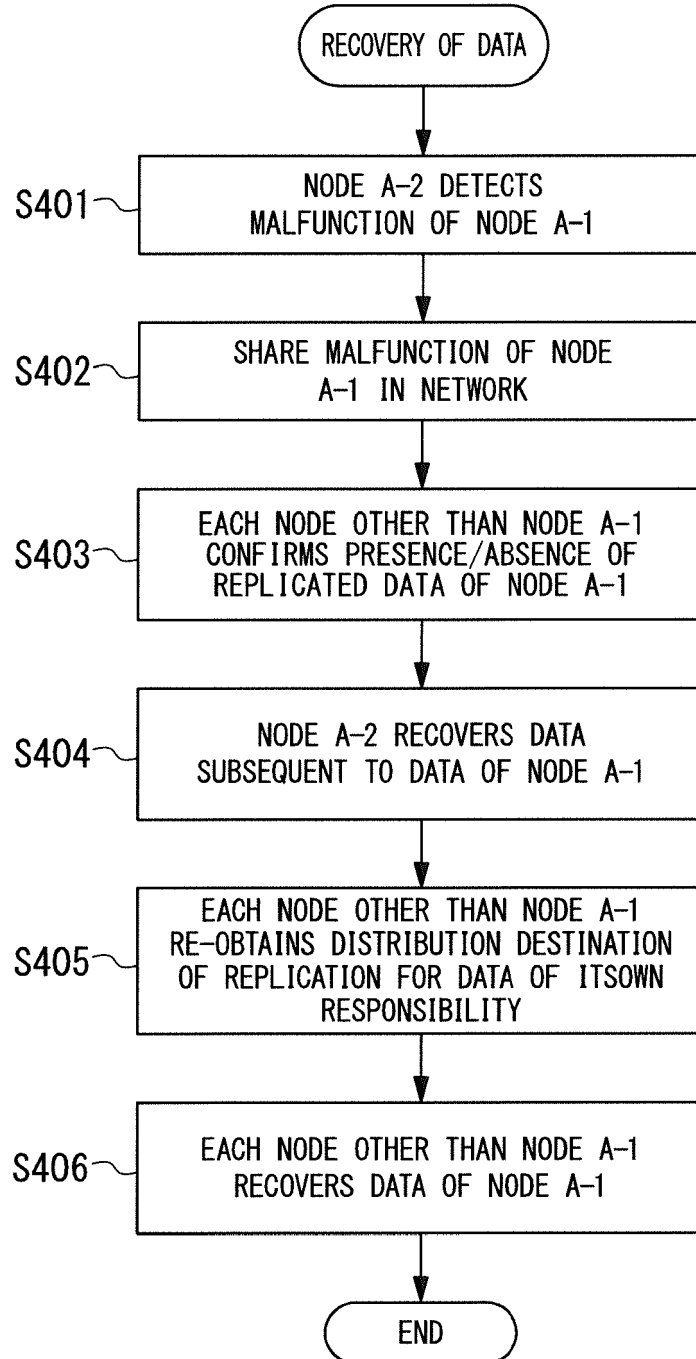 RECOVERY OF DATA
S401
NODE A-2 DETECTS
MALFUNCTION OF NODE A-1
S402
SHARE MALFUNCTION OF NODE
A-1 IN NETWORK
S403
EACH NODE OTHER THAN NODE A-1
CONFIRMS PRESENCE/ABSENCE OF
REPLICATED DATA OF NODE A-1
S404
NODE A-2 RECOVERS DATA
SUBSEQUENT TO DATA OF NODE A-1
S405
EACH NODE OTHER THAN NODE A-1
RE-OBTAINS DISTRIBUTION DESTINATION
OF REPLICATION FOR DATA OF ITSOWN
RESPONSIBILITY
S406
EACH NODE OTHER THAN NODE A-1
RECOVERS DATA OF NODE A-1
END